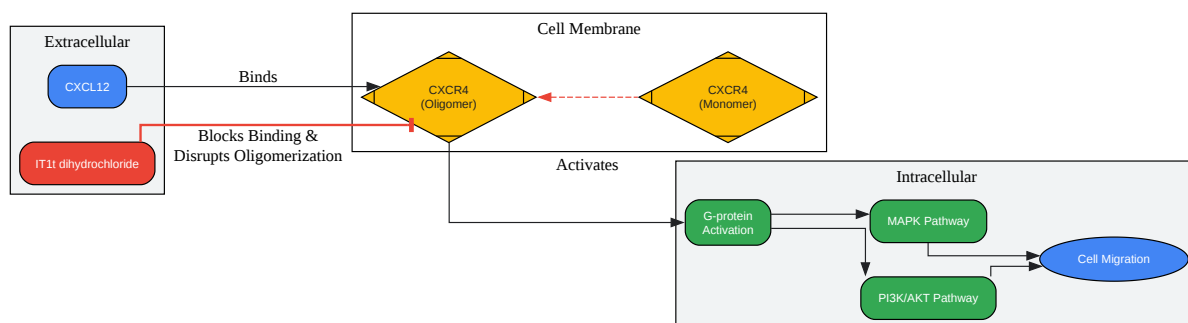 Extracellular
CXCL12
IT1t dihydrochloride
Binds
Blocks Binding &
Disrupts Oligomerization
Cell Membrane
CXCR4
(Oligomer)
CXCR4
(Monomer)
Activates
Intracellular
G-protein
Activation
MAPK Pathway
PI3K/AKT Pathway
Cell Migration